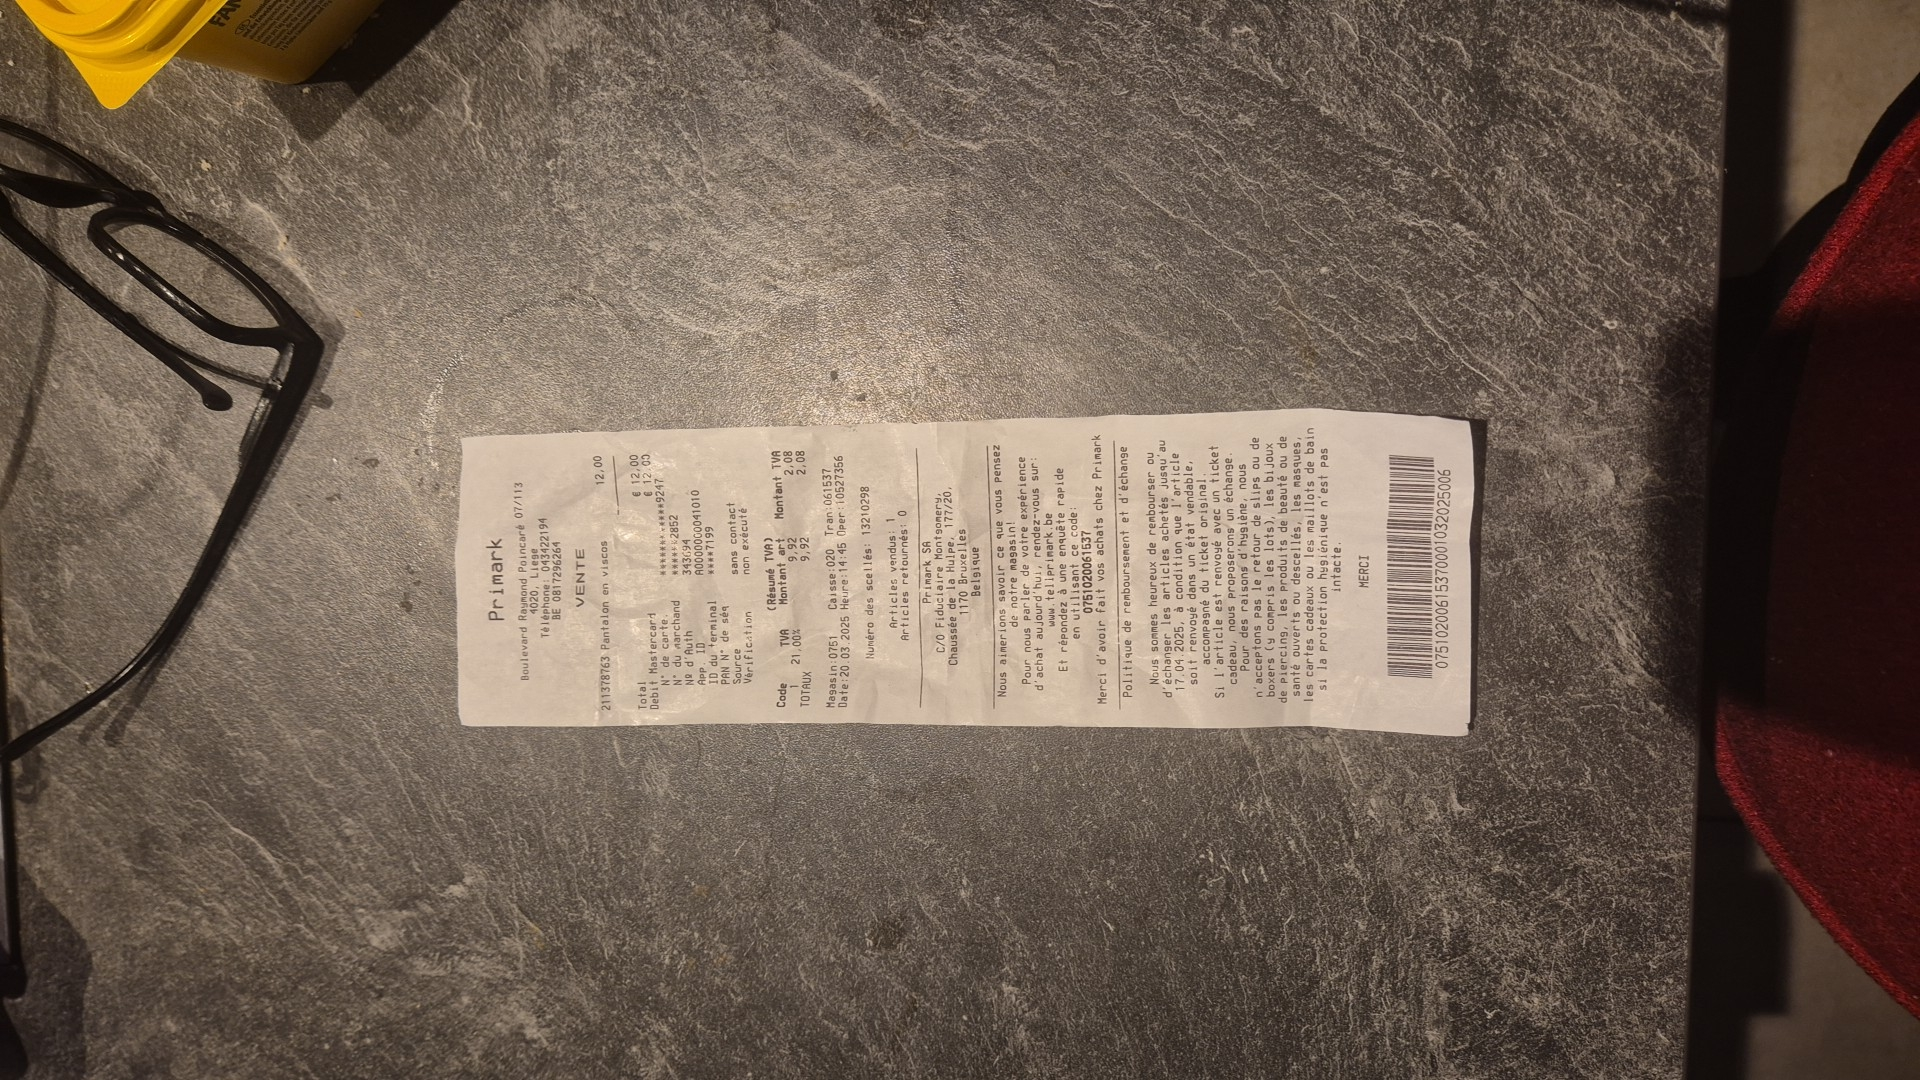 FAN
Primark
Boulevard Raymond Poincaré 07/113
4020, Liege
Téléphone: 043422194
BE 0817296264
VENTE
211378763 Pantalon en viscos 12,00
Total € 12,00
Debit Mastercard € 12,00
N° de carte. ************9247
N° du marchand ******2852
NR d'Auth 343694
App. ID A0000000041010
ID du terminal ****7199
PAN N° de séq
Source sans contact
Vérification non exécuté
(Résumé TVA)
Code TVA Montant art Montant TVA
1 21,00% 9,92 2,08
TOTAUX 9,92 2,08
Magasin:0751 Caisse:020 Tran:061537
Date:20.03.2025 Heure:14:45 Oper:10527356
Numéro des scellés: 13210298
Articles vendus: 1
Articles retournés: 0
Primark SA
C/O Fiduciaire Montgomery,
Chaussée de la Hulpe, 177/20,
1170 Bruxelles
Belgique
Nous aimerions savoir ce que vous pensez
de notre magasin!
Pour nous parler de votre expérience
d'achat aujourd'hui, rendez-vous sur:
www.tellprimark.be
Et répondez à une enquête rapide
en utilisant ce code:
0751020061537
Merci d'avoir fait vos achats chez Primark
Politique de remboursement et d'échange
Nous sommes heureux de rembourser ou
d'échanger les articles achetés jusqu'au
17.04.2025, à condition que l'article
soit renvoyé dans un état vendable,
accompagné du ticket original.
Si l'article est renvoyé avec un ticket
cadeau, nous proposerons un échange.
Pour des raisons d'hygiène, nous
n'acceptons pas le retour de slips ou de
boxers (y compris les lots), les bijoux
de piercing, les produits de beauté ou de
santé ouverts ou descellés, les masques,
les cartes cadeaux ou les maillots de bain
si la protection hygiénique n'est pas
intacte.
MERCI
07510200615370001032025006